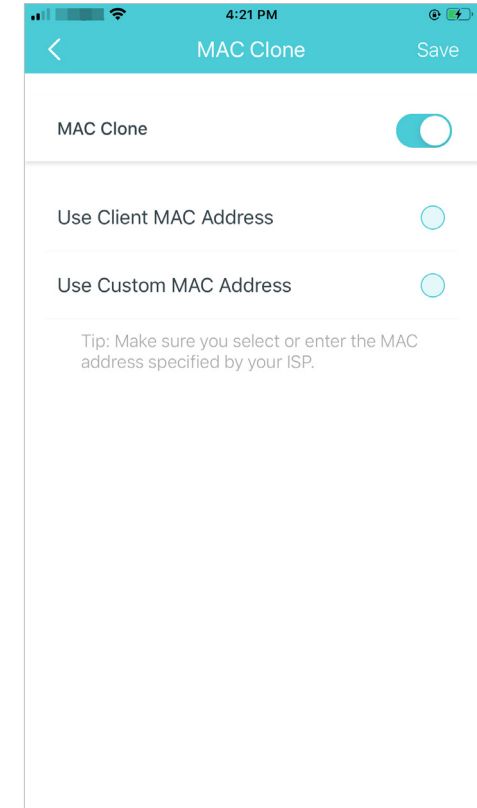 4:21 PM
MAC Clone
Save
MAC Clone
Use Client MAC Address
Use Custom MAC Address
Tip: Make sure you select or enter the MAC
address specified by your ISP.